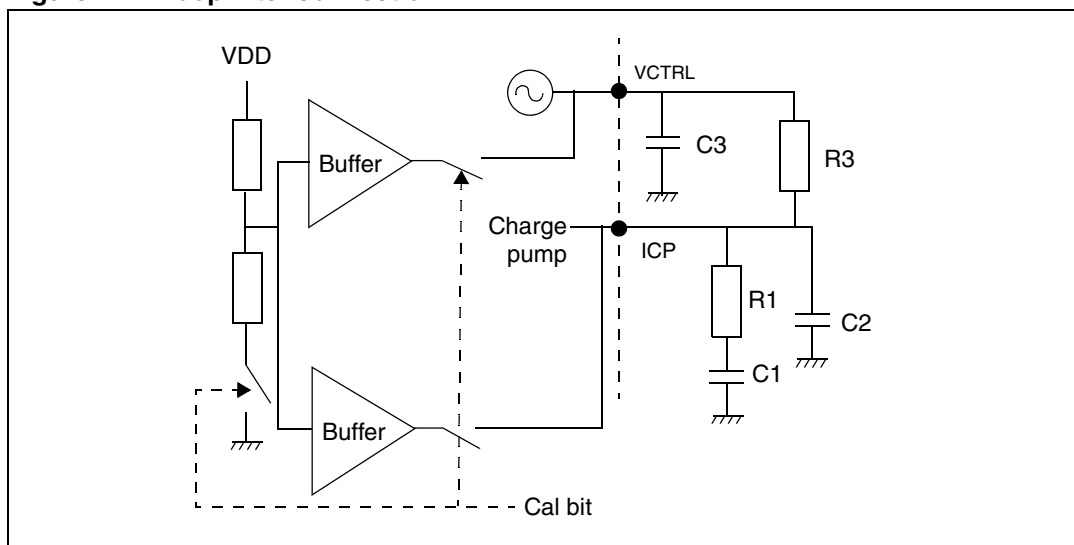 VDD
VCTRL
Buffer
C3
R3
Charge
pump
ICP
R1
C2
C1
Buffer
Cal bit